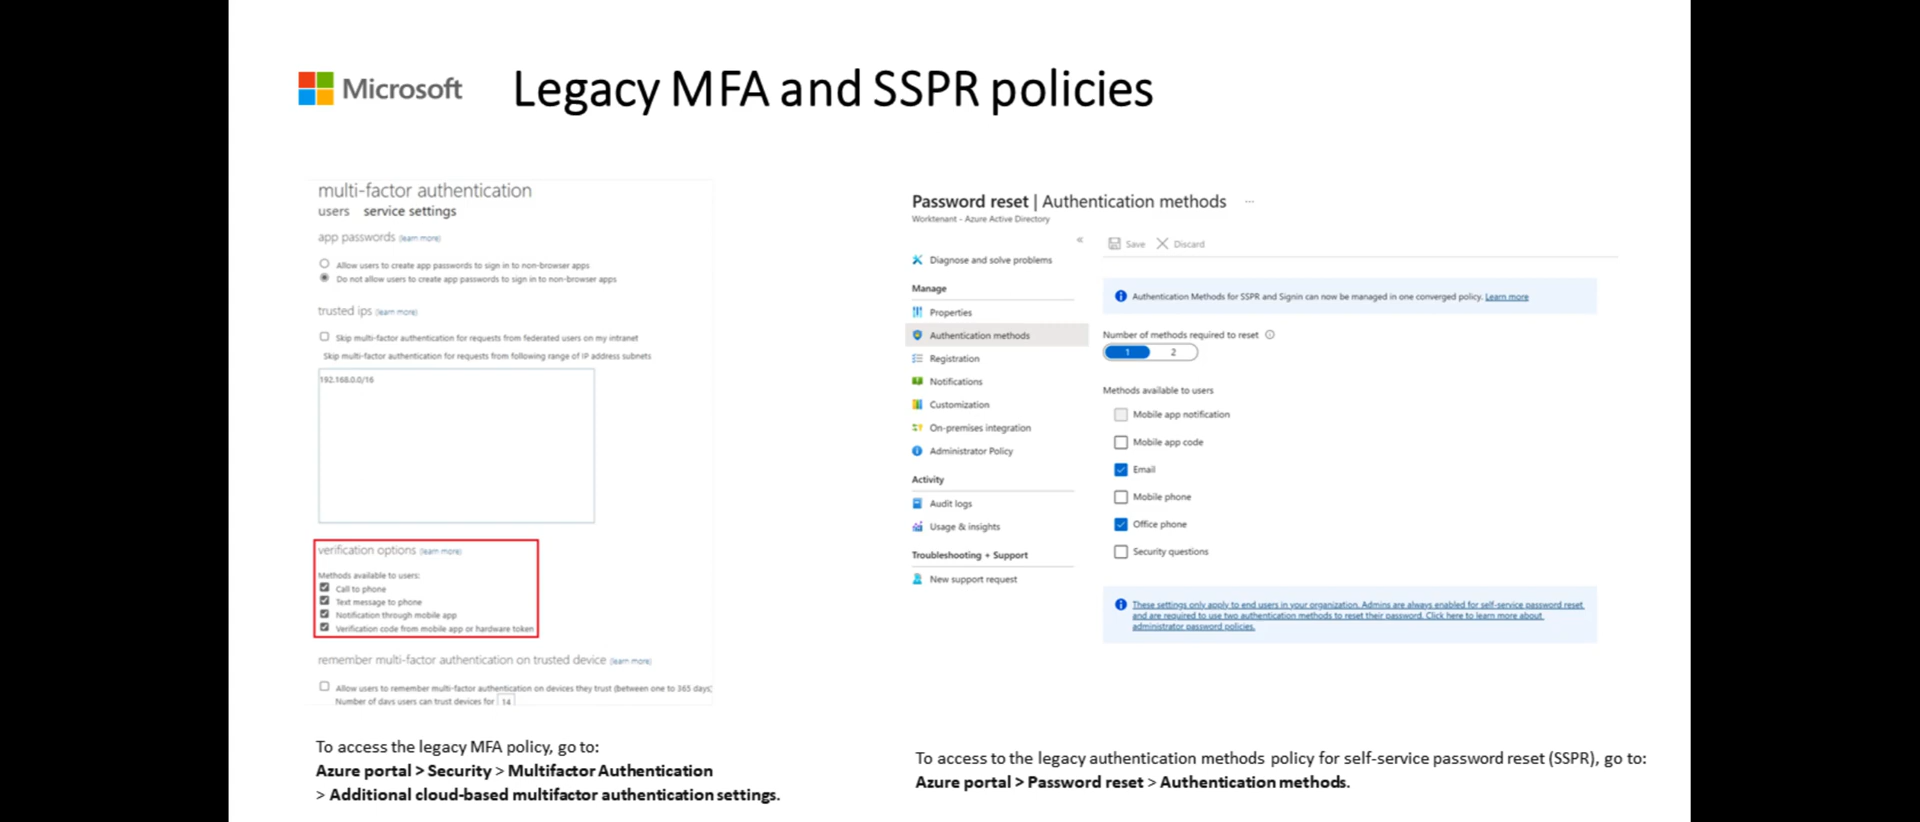 Microsoft
Legacy MFA and SSPR policies
multi-factor authentication
users service settings
app passwords (learn more)
Allow users to create app passwords to sign in to non-browser apps
Do not allow users to create app passwords to sign in to non-browser apps
trusted ips (learn more)
Skip multi-factor authentication for requests from federated users on my intranet
Skip multi-factor authentication for requests from following range of IP address subnets
192.168.0.0/16
verification options (learn more)
Methods available to users:
Call to phone
Text message to phone
Notification through mobile app
Verification code from mobile app or hardware token
remember multi-factor authentication on trusted device (learn more)
Allow users to remember multi-factor authentication on devices they trust (between one to 365 days)
Number of days users can trust devices for 14
To access the legacy MFA policy, go to:
Azure portal > Security > Multifactor Authentication
> Additional cloud-based multifactor authentication settings.
Password reset | Authentication methods ...
Worktenant - Azure Active Directory
«
Diagnose and solve problems
Manage
Properties
Authentication methods
Registration
Notifications
Customization
On-premises integration
Administrator Policy
Activity
Audit logs
Usage & insights
Troubleshooting + Support
New support request
Save Discard
Authentication Methods for SSPR and Signin can now be managed in one converged policy. Learn more
Number of methods required to reset
1 2
Methods available to users
Mobile app notification
Mobile app code
Email
Mobile phone
Office phone
Security questions
These settings only apply to end users in your organization. Admins are always enabled for self-service password reset
and are required to use two authentication methods to reset their password. Click here to learn more about
administrator password policies.
To access to the legacy authentication methods policy for self-service password reset (SSPR), go to:
Azure portal > Password reset > Authentication methods.